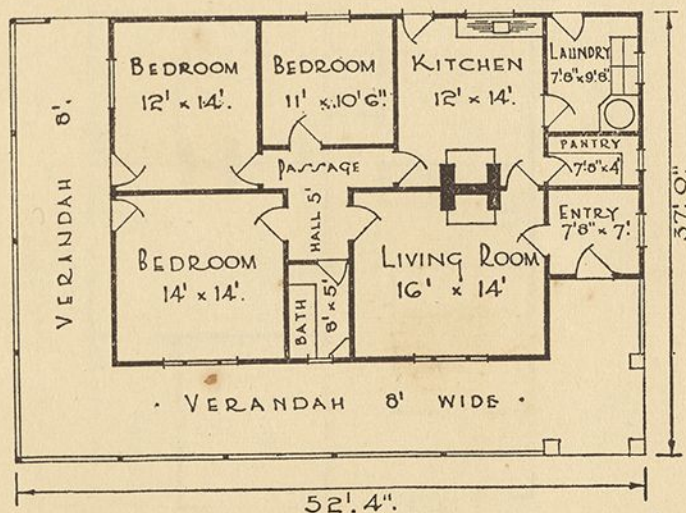 BEDROOM
12' x 14'.
BEDROOM
11' x 10'6".
KITCHEN
12' x 14'.
LAUNDRY
7'8" x 9'6".
PANTRY
7'8" x 4'
PASSAGE
VERANDAH 8'.
HALL 5'
ENTRY
7'8" x 7'.
BEDROOM
14' x 14'.
BATH
8' x 5'
LIVING ROOM
16' x 14'
37'.0".
· VERANDAH 8' WIDE ·
52'.4".